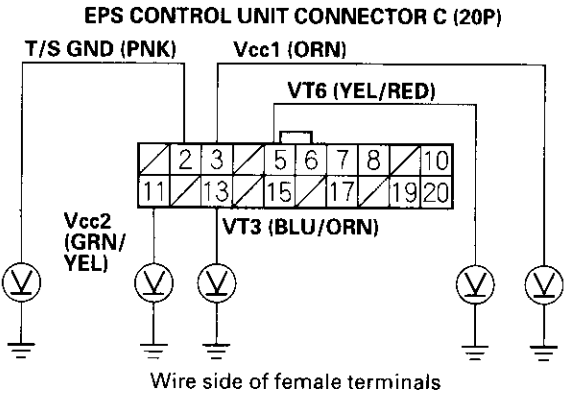 EPS CONTROL UNIT CONNECTOR C (20P)
T/S GND (PNK)
Vcc1 (ORN)
VT6 (YEL/RED)
2 3 5 6 7 8 10
11 13 15 17 19 20
Vcc2
(GRN/
YEL)
VT3 (BLU/ORN)
V V V V V
Wire side of female terminals